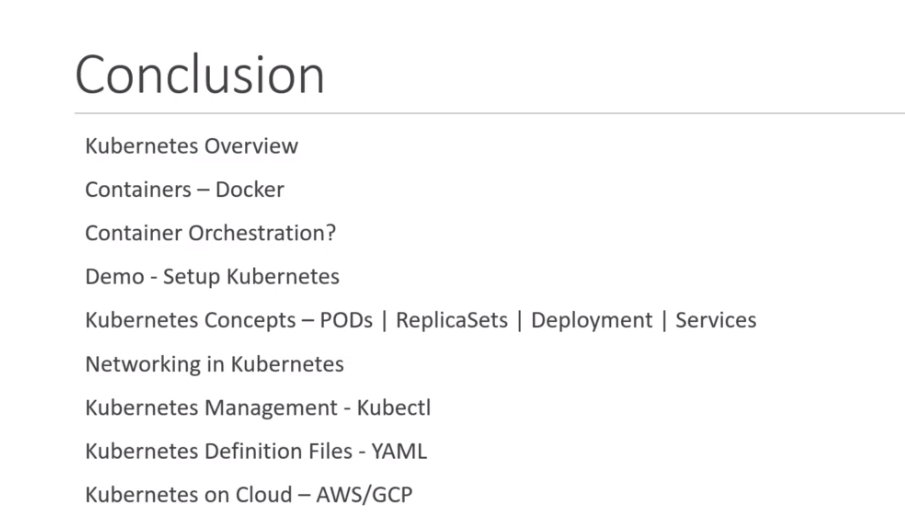 Conclusion
Kubernetes Overview
Containers – Docker
Container Orchestration?
Demo - Setup Kubernetes
Kubernetes Concepts – PODs | ReplicaSets | Deployment | Services
Networking in Kubernetes
Kubernetes Management - Kubectl
Kubernetes Definition Files - YAML
Kubernetes on Cloud – AWS/GCP